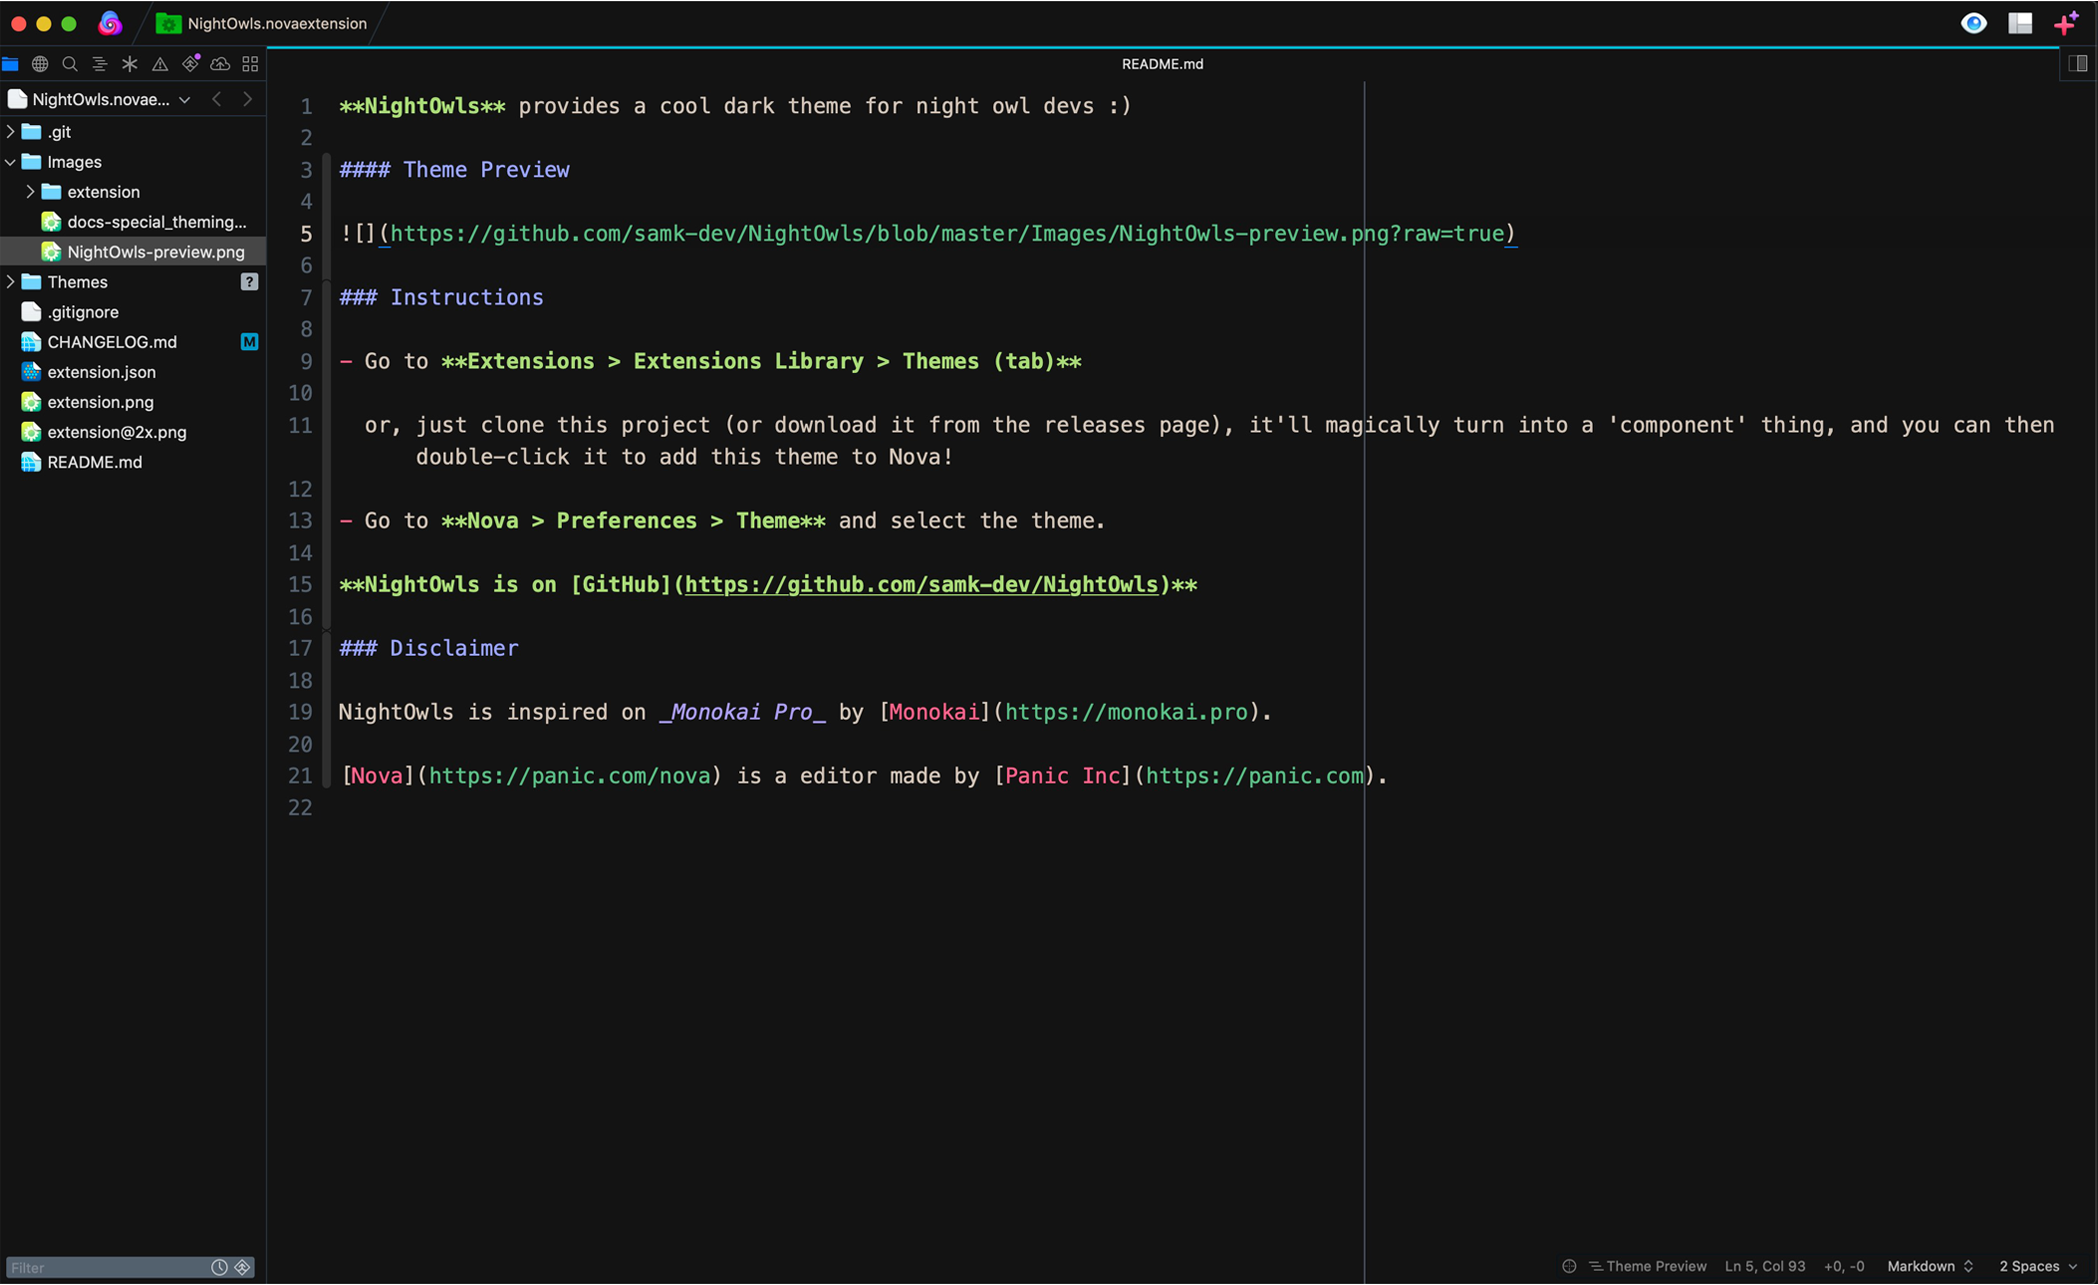 NightOwls.novaextension
README.md
NightOwls.novae...
.git
Images
extension
docs-special_theming...
NightOwls-preview.png
Themes ?
.gitignore
CHANGELOG.md M
extension.json
extension.png
extension@2x.png
README.md
Filter
1 **NightOwls** provides a cool dark theme for night owl devs :)
2
3 #### Theme Preview
4
5 ![](https://github.com/samk-dev/NightOwls/blob/master/Images/NightOwls-preview.png?raw=true)
6
7 ### Instructions
8
9 - Go to **Extensions > Extensions Library > Themes (tab)**
10
11 or, just clone this project (or download it from the releases page), it'll magically turn into a 'component' thing, and you can then
double-click it to add this theme to Nova!
12
13 - Go to **Nova > Preferences > Theme** and select the theme.
14
15 **NightOwls is on [GitHub](https://github.com/samk-dev/NightOwls)**
16
17 ### Disclaimer
18
19 NightOwls is inspired on _Monokai Pro_ by [Monokai](https://monokai.pro).
20
21 [Nova](https://panic.com/nova) is a editor made by [Panic Inc](https://panic.com).
22
Theme Preview Ln 5, Col 93 +0, -0 Markdown 2 Spaces